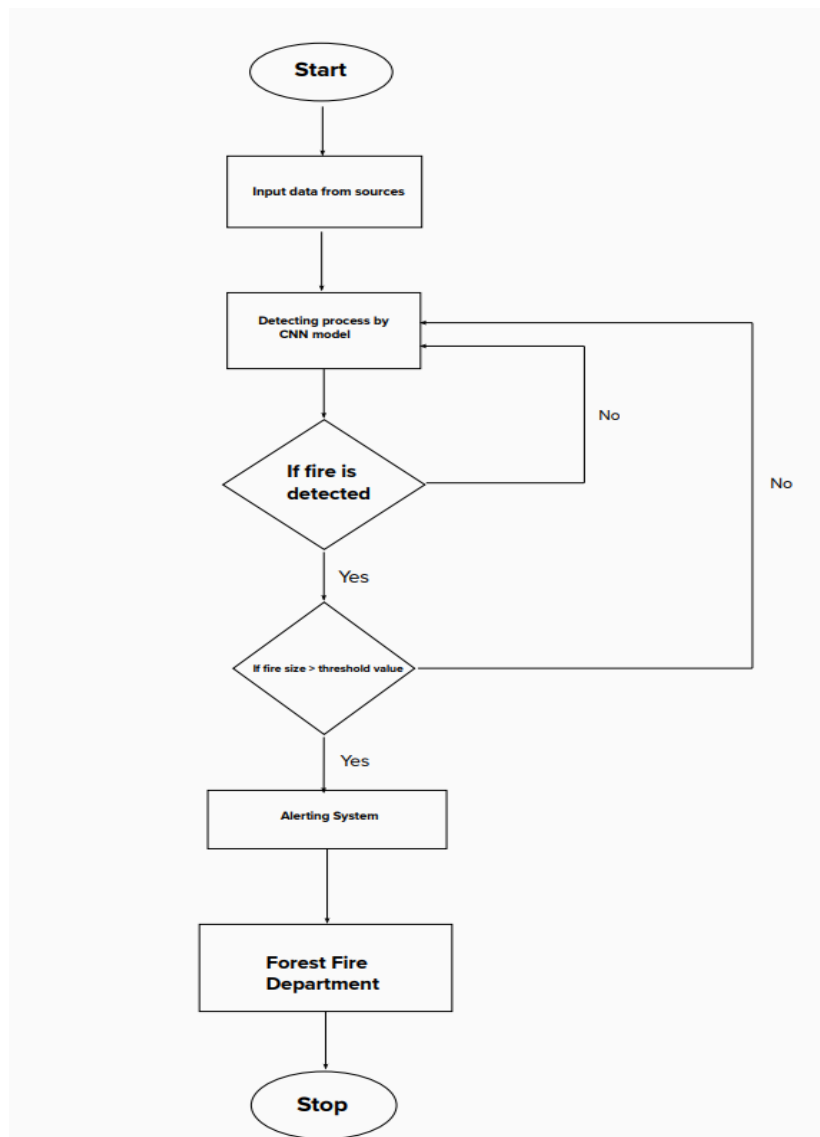 Start
Input data from sources
Detecting process by
CNN model
No
If fire is
detected
No
Yes
If fire size > threshold value
Yes
Alerting System
Forest Fire
Department
Stop